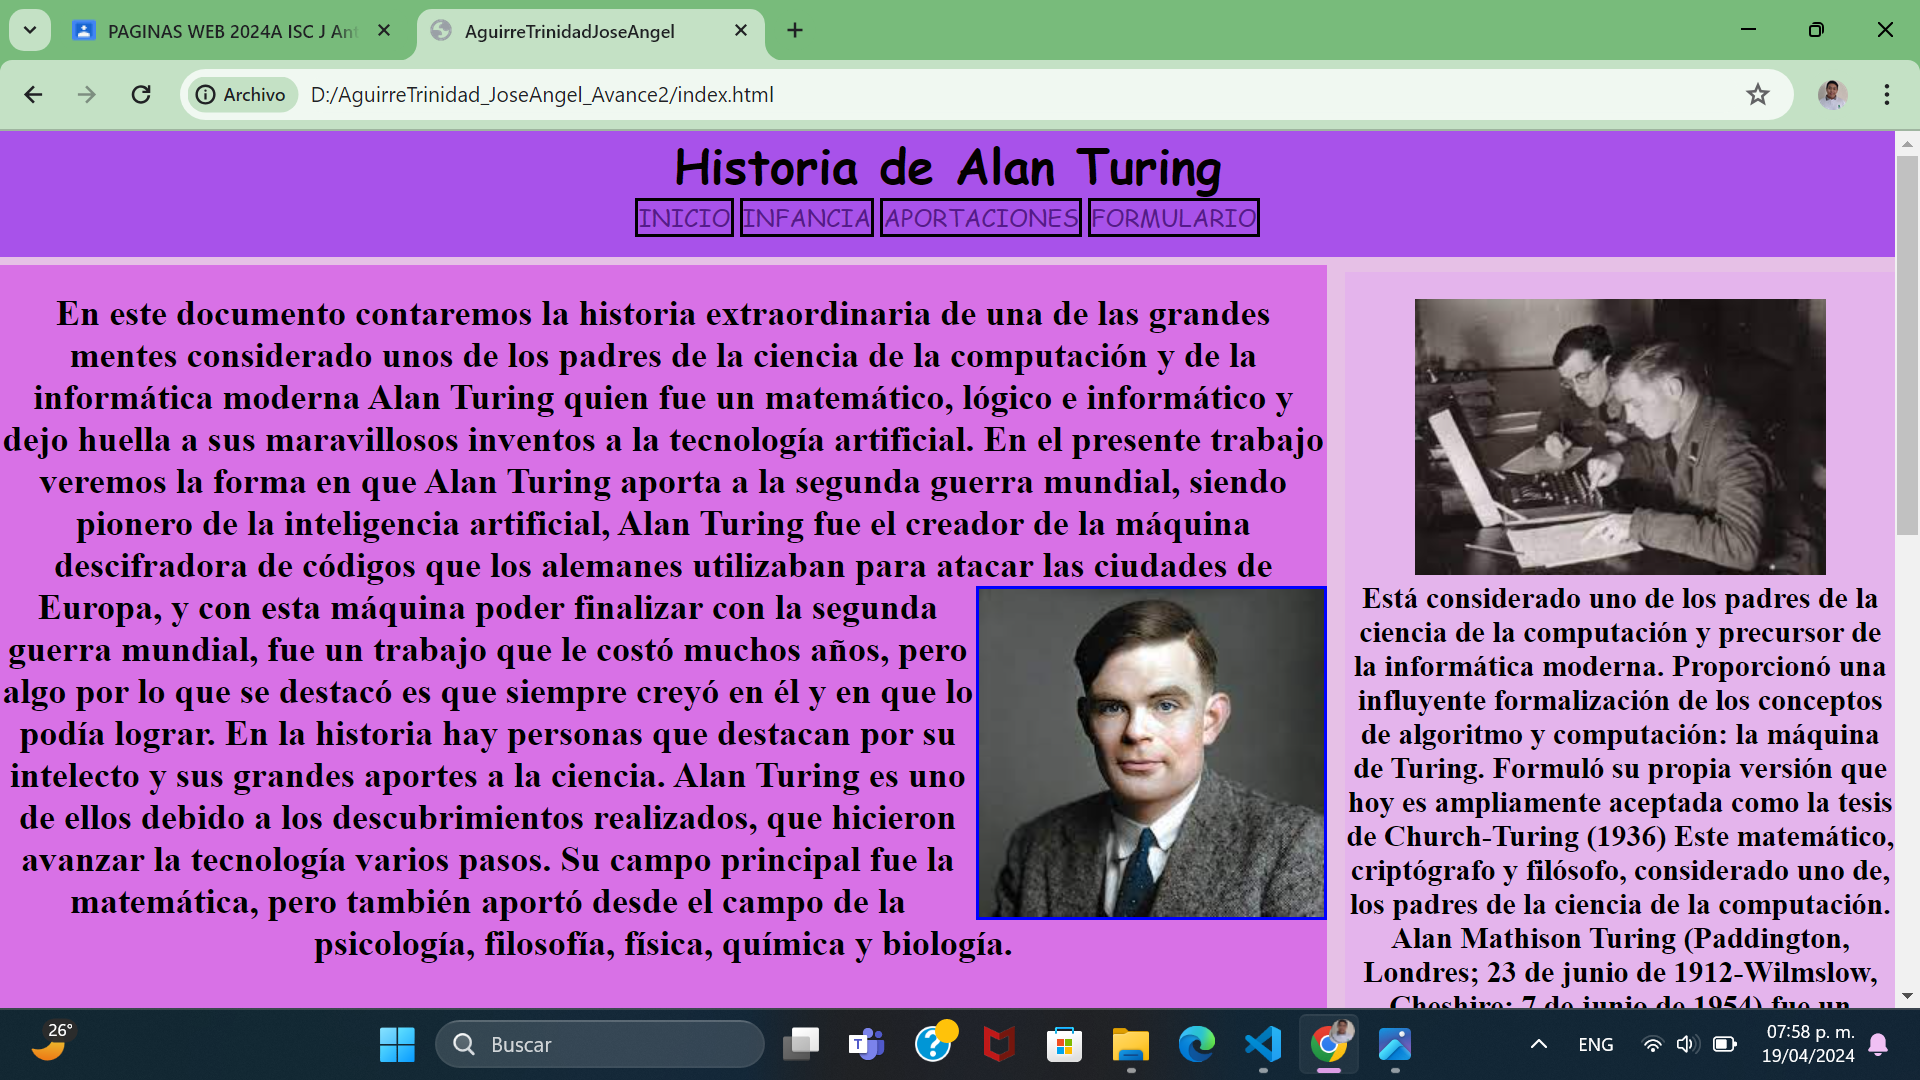 PAGINAS WEB 2024A ISC J Ant
AguirreTrinidadJoseAngel
Archivo
D:/AguirreTrinidad_JoseAngel_Avance2/index.html
Historia de Alan Turing
INICIO INFANCIA APORTACIONES FORMULARIO
En este documento contaremos la historia extraordinaria de una de las grandes
mentes considerado unos de los padres de la ciencia de la computación y de la
informática moderna Alan Turing quien fue un matemático, lógico e informático y
dejo huella a sus maravillosos inventos a la tecnología artificial. En el presente trabajo
veremos la forma en que Alan Turing aporta a la segunda guerra mundial, siendo
pionero de la inteligencia artificial, Alan Turing fue el creador de la máquina
descifradora de códigos que los alemanes utilizaban para atacar las ciudades de
Europa, y con esta máquina poder finalizar con la segunda
guerra mundial, fue un trabajo que le costó muchos años, pero
algo por lo que se destacó es que siempre creyó en él y en que lo
podía lograr. En la historia hay personas que destacan por su
intelecto y sus grandes aportes a la ciencia. Alan Turing es uno
de ellos debido a los descubrimientos realizados, que hicieron
avanzar la tecnología varios pasos. Su campo principal fue la
matemática, pero también aportó desde el campo de la
psicología, filosofía, física, química y biología.
Está considerado uno de los padres de la
ciencia de la computación y precursor de
la informática moderna. Proporcionó una
influyente formalización de los conceptos
de algoritmo y computación: la máquina
de Turing. Formuló su propia versión que
hoy es ampliamente aceptada como la tesis
de Church-Turing (1936) Este matemático,
criptógrafo y filósofo, considerado uno de,
los padres de la ciencia de la computación.
Alan Mathison Turing (Paddington,
Londres; 23 de junio de 1912-Wilmslow,
Cheshire; 7 de junio de 1954) fue un
26°
Buscar
ENG
07:58 p. m.
19/04/2024